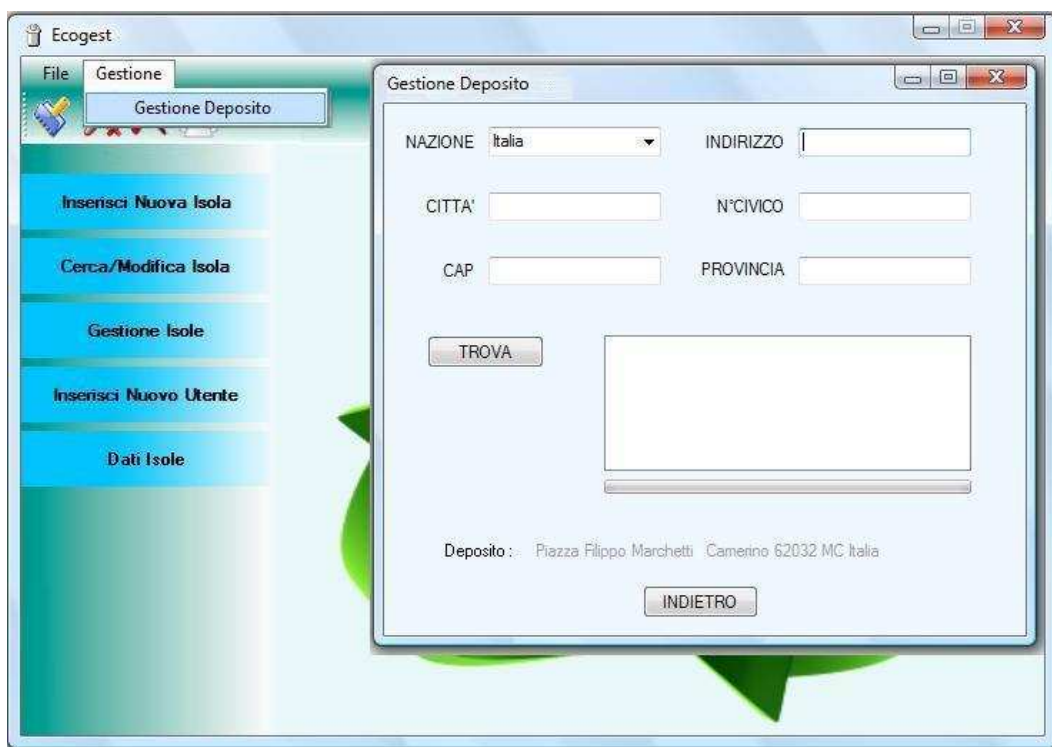 Ecogest
File Gestione
Gestione Deposito
Inserisci Nuova Isola
Cerca/Modifica Isola
Gestione Isole
Inserisci Nuovo Utente
Dati Isole
Gestione Deposito
NAZIONE Italia INDIRIZZO
CITTA' N°CIVICO
CAP PROVINCIA
TROVA
Deposito : Piazza Filippo Marchetti Camerino 62032 MC Italia
INDIETRO